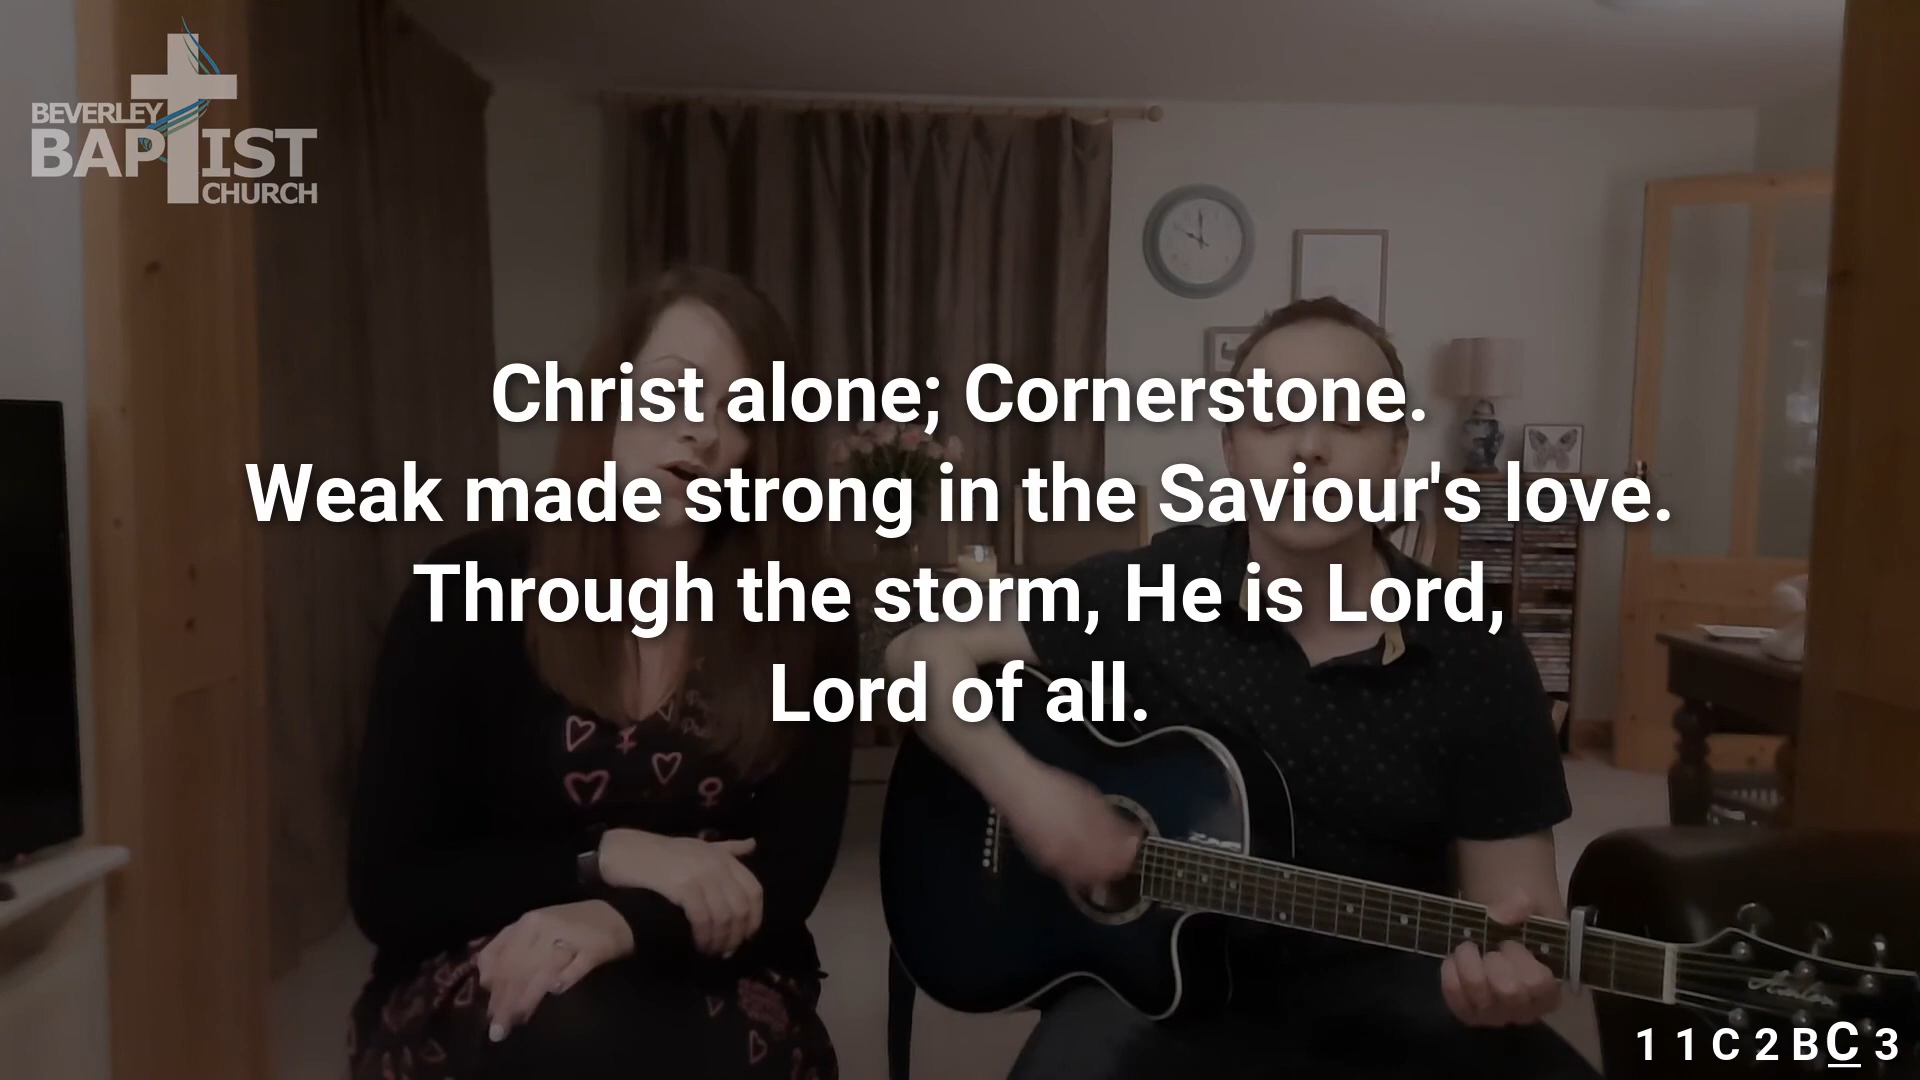 BEVERLEY
BAPTIST
CHURCH
Christ alone; Cornerstone.
Weak made strong in the Saviour's love.
Through the storm, He is Lord,
Lord of all.
1 1 C 2 B C 3